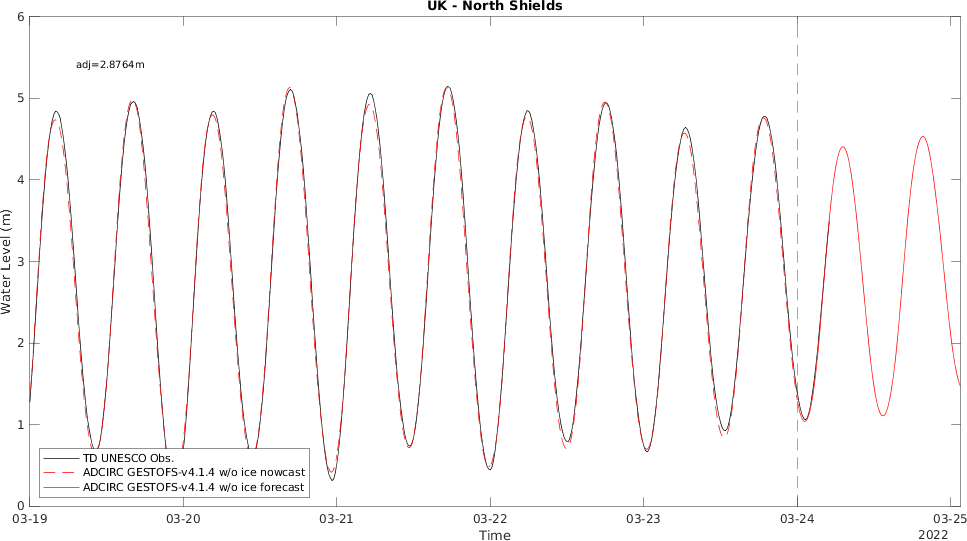 UK - North Shields
adj=2.8764m
Water Level (m)
6
5
4
3
2
1
0
TD UNESCO Obs.
ADCIRC GESTOFS-v4.1.4 w/o ice nowcast
ADCIRC GESTOFS-v4.1.4 w/o ice forecast
03-19 03-20 03-21 03-22 03-23 03-24 03-25
Time
2022